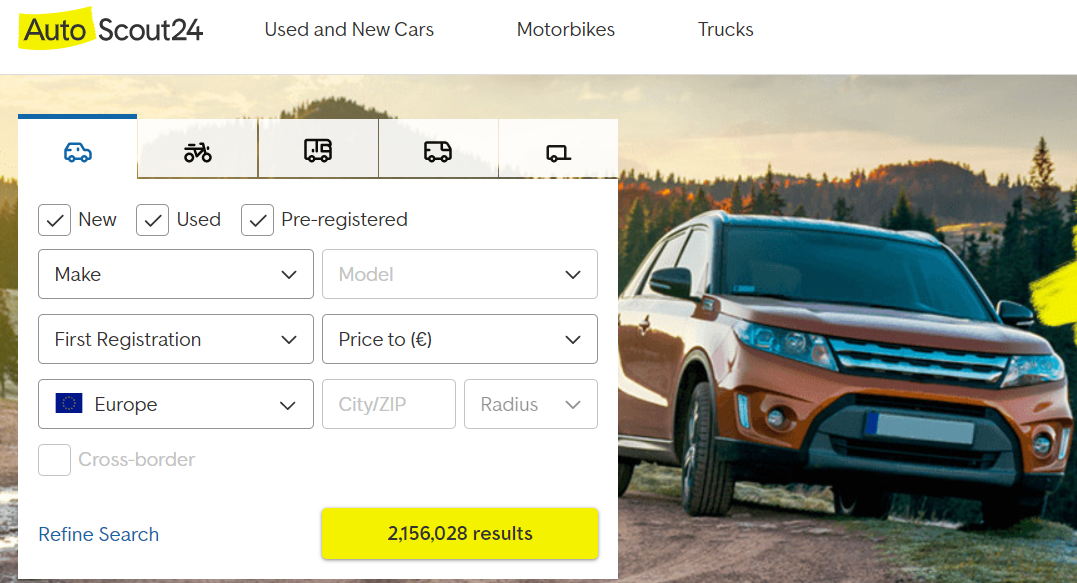 AutoScout24 Used and New Cars Motorbikes Trucks
New Used Pre-registered
Make Model
First Registration Price to (€)
Europe City/ZIP Radius
Cross-border
Refine Search 2,156,028 results